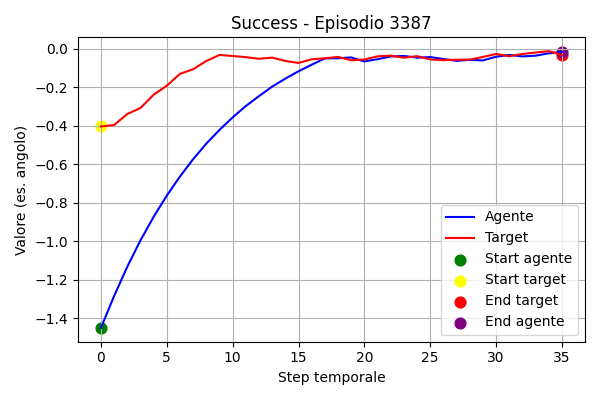 Success - Episodio 3387
Valore (es. angolo)
0.0
−0.2
−0.4
−0.6
−0.8
−1.0
−1.2
−1.4
0 5 10 15 20 25 30 35
Step temporale
Agente
Target
Start agente
Start target
End target
End agente